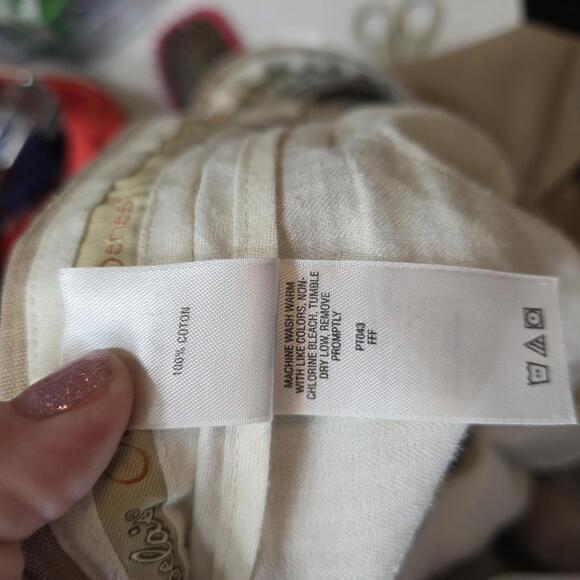 100% COTTON
MACHINE WASH WARM
WITH LIKE COLORS, NON-
CHLORINE BLEACH, TUMBLE
DRY LOW, REMOVE
PROMPTLY
PT043
FFF